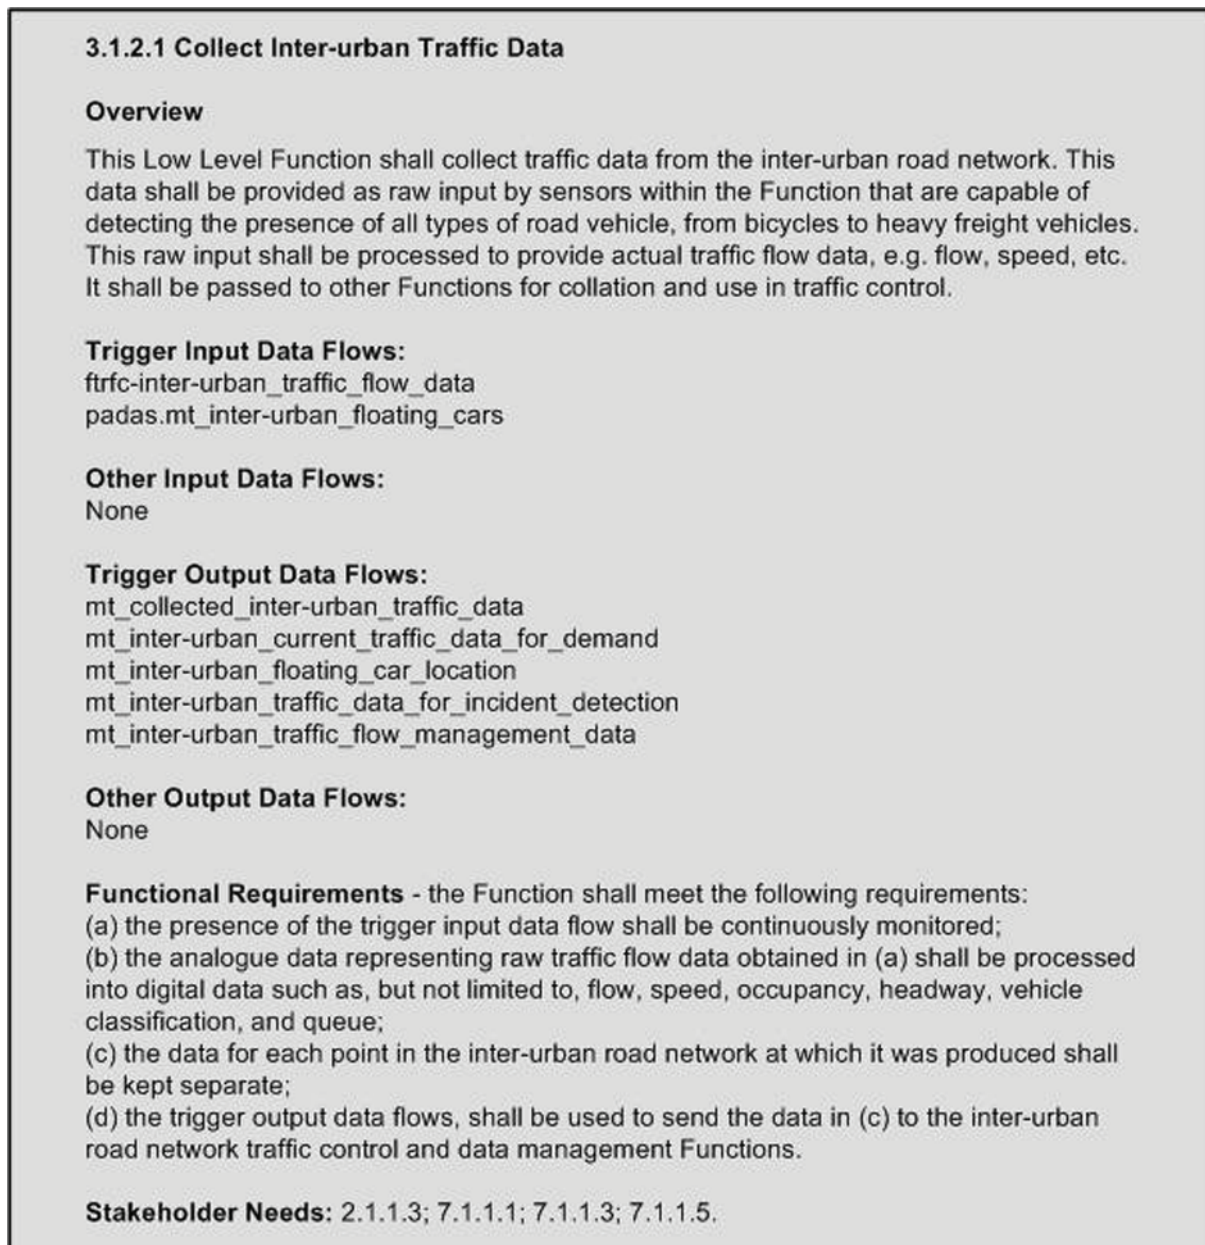 3.1.2.1 Collect Inter-urban Traffic Data
Overview
This Low Level Function shall collect traffic data from the inter-urban road network. This
data shall be provided as raw input by sensors within the Function that are capable of
detecting the presence of all types of road vehicle, from bicycles to heavy freight vehicles.
This raw input shall be processed to provide actual traffic flow data, e.g. flow, speed, etc.
It shall be passed to other Functions for collation and use in traffic control.
Trigger Input Data Flows:
ftrfc-inter-urban_traffic_flow_data
padas.mt_inter-urban_floating_cars
Other Input Data Flows:
None
Trigger Output Data Flows:
mt_collected_inter-urban_traffic_data
mt_inter-urban_current_traffic_data_for_demand
mt_inter-urban_floating_car_location
mt_inter-urban_traffic_data_for_incident_detection
mt_inter-urban_traffic_flow_management_data
Other Output Data Flows:
None
Functional Requirements - the Function shall meet the following requirements:
(a) the presence of the trigger input data flow shall be continuously monitored;
(b) the analogue data representing raw traffic flow data obtained in (a) shall be processed
into digital data such as, but not limited to, flow, speed, occupancy, headway, vehicle
classification, and queue;
(c) the data for each point in the inter-urban road network at which it was produced shall
be kept separate;
(d) the trigger output data flows, shall be used to send the data in (c) to the inter-urban
road network traffic control and data management Functions.
Stakeholder Needs: 2.1.1.3; 7.1.1.1; 7.1.1.3; 7.1.1.5.